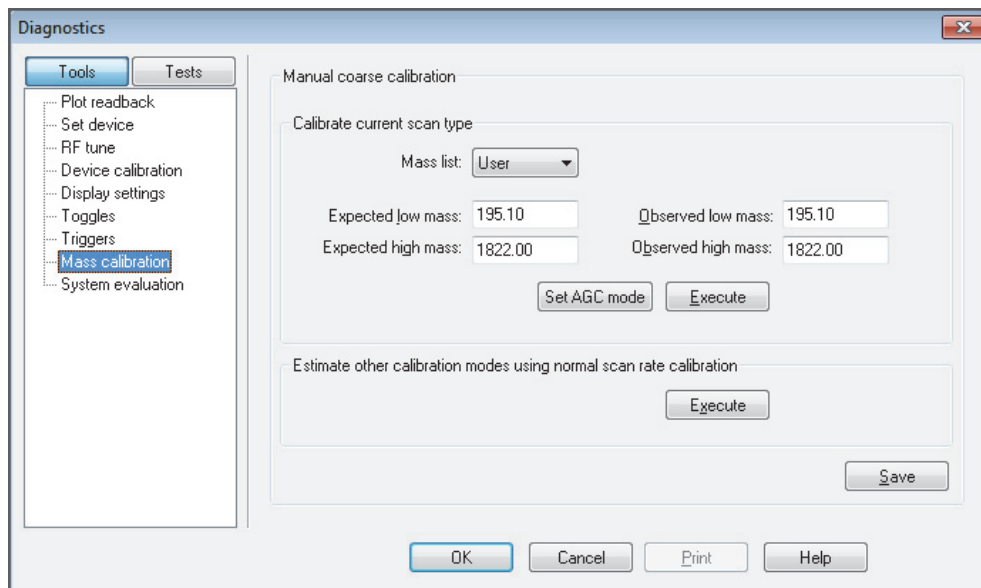 Diagnostics
Tools
Tests
Plot readback
Set device
RF tune
Device calibration
Display settings
Toggles
Triggers
Mass calibration
System evaluation
Manual coarse calibration
Calibrate current scan type
Mass list: User
Expected low mass: 195.10 Observed low mass: 195.10
Expected high mass: 1822.00 Observed high mass: 1822.00
Set AGC mode Execute
Estimate other calibration modes using normal scan rate calibration
Execute
Save
OK Cancel Print Help